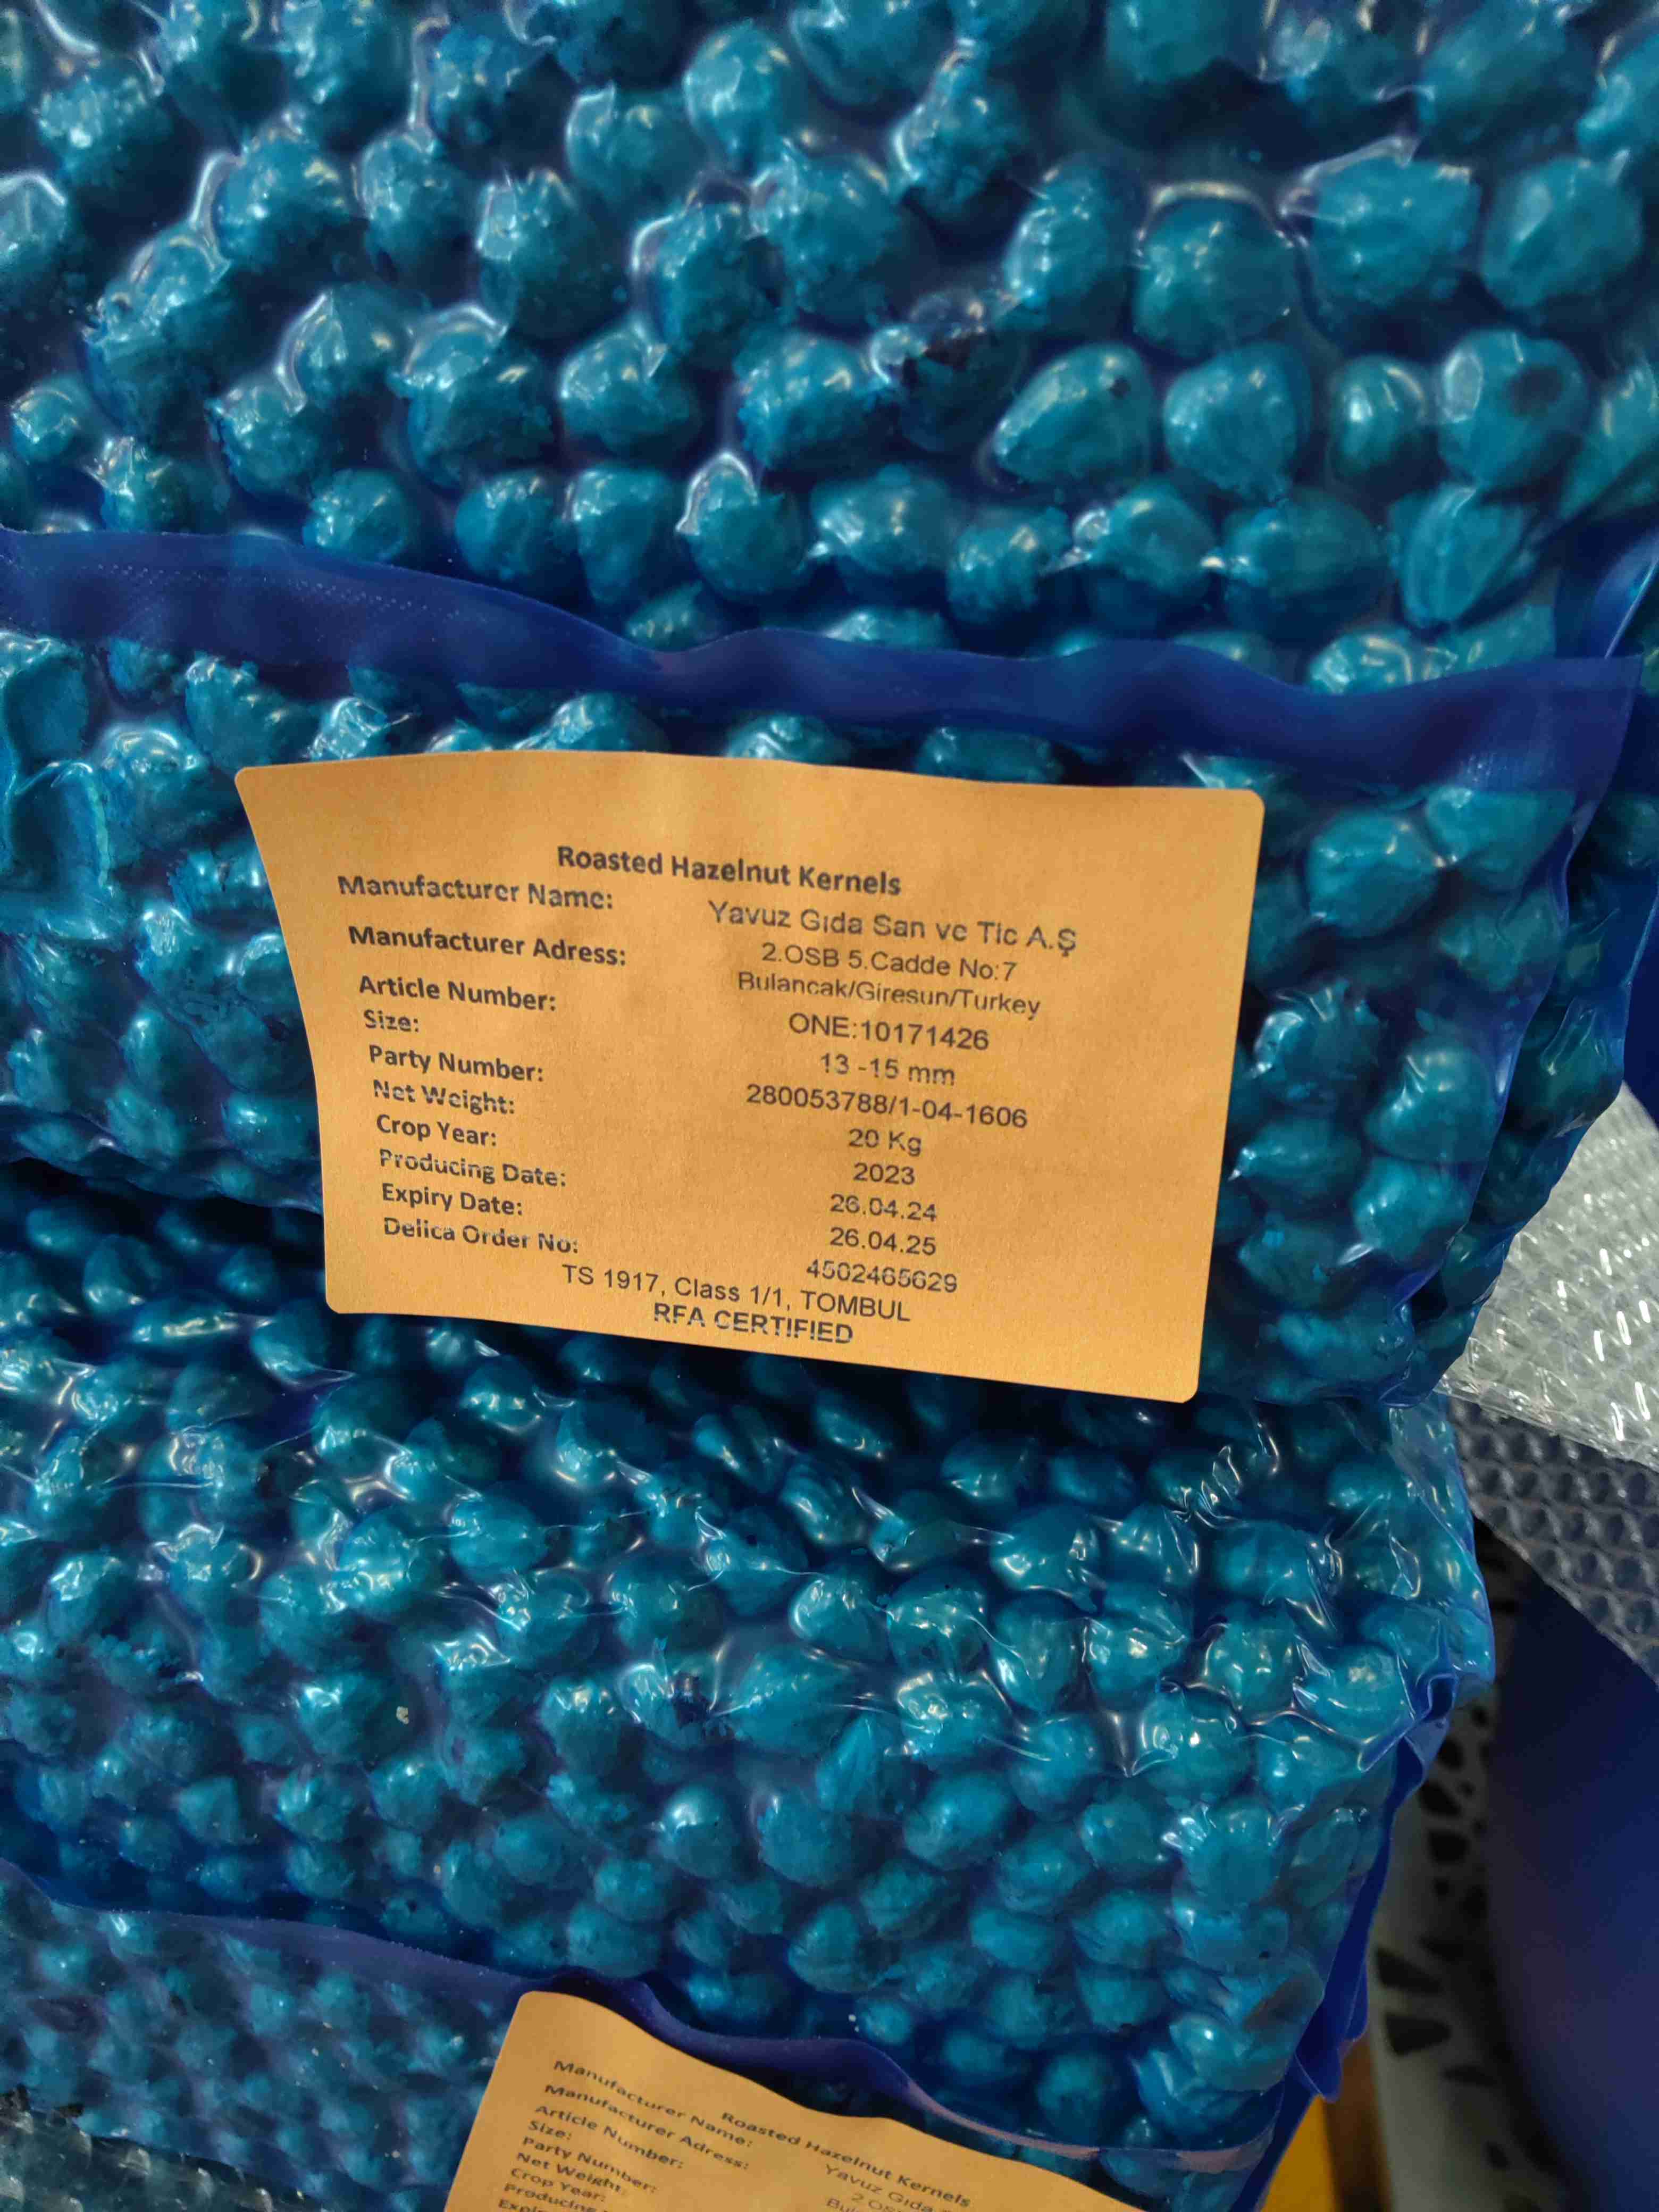 Roasted Hazelnut Kernels
Manufacturer Name: Yavuz Gıda San ve Tic A.Ş
Manufacturer Adress: 2.OSB 5.Cadde No:7
Bulancak/Giresun/Turkey
Article Number: ONE:10171426
Size: 13 -15 mm
Party Number: 280053788/1-04-1606
Net Weight: 20 Kg
Crop Year: 2023
Producing Date: 26.04.24
Expiry Date: 26.04.25
Delica Order No: 4502465629
TS 1917, Class 1/1, TOMBUL
RFA CERTIFIED
Roasted Hazelnut Kernels
Manufacturer Name: Yavuz Gıda
Manufacturer Adress: 2 OS
Article Number:
Size:
Party Number:
Net Weight:
Crop Year: